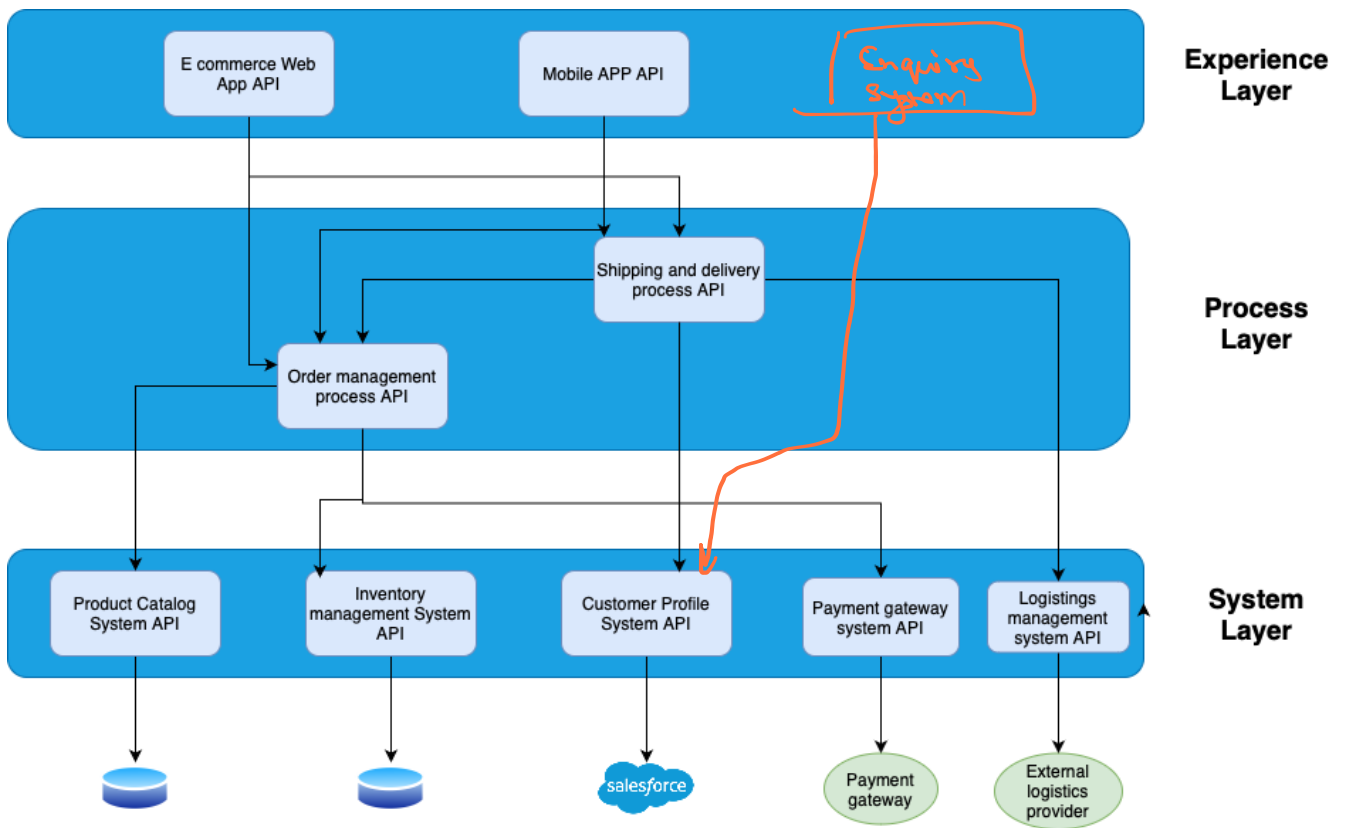 E commerce Web
App API
Mobile APP API
Enquiry
System
Experience
Layer
Shipping and delivery
process API
Process
Layer
Order management
process API
Product Catalog
System API
Inventory
management System
API
Customer Profile
System API
Payment gateway
system API
Logistings
management
system API
System
Layer
salesforce
Payment
gateway
External
logistics
provider